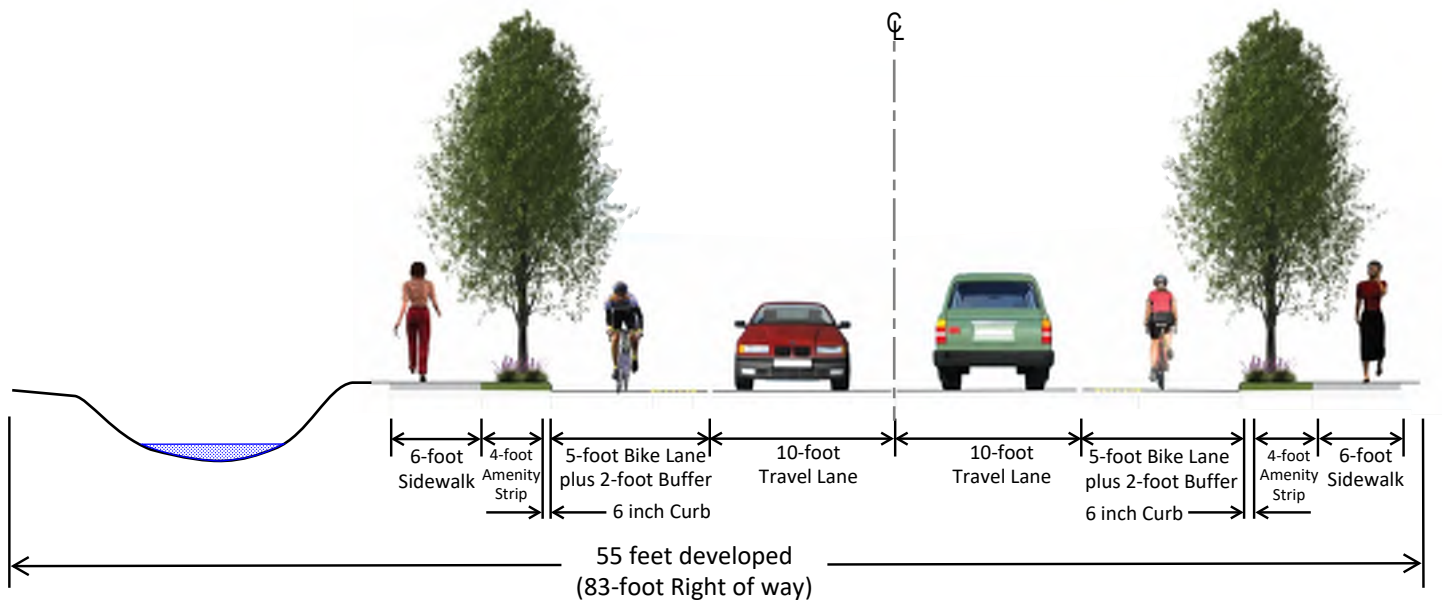 ℄
6-foot
Sidewalk
4-foot
Amenity
Strip
5-foot Bike Lane
plus 2-foot Buffer
10-foot
Travel Lane
10-foot
Travel Lane
5-foot Bike Lane
plus 2-foot Buffer
4-foot
Amenity
Strip
6-foot
Sidewalk
6 inch Curb
6 inch Curb
55 feet developed
(83-foot Right of way)